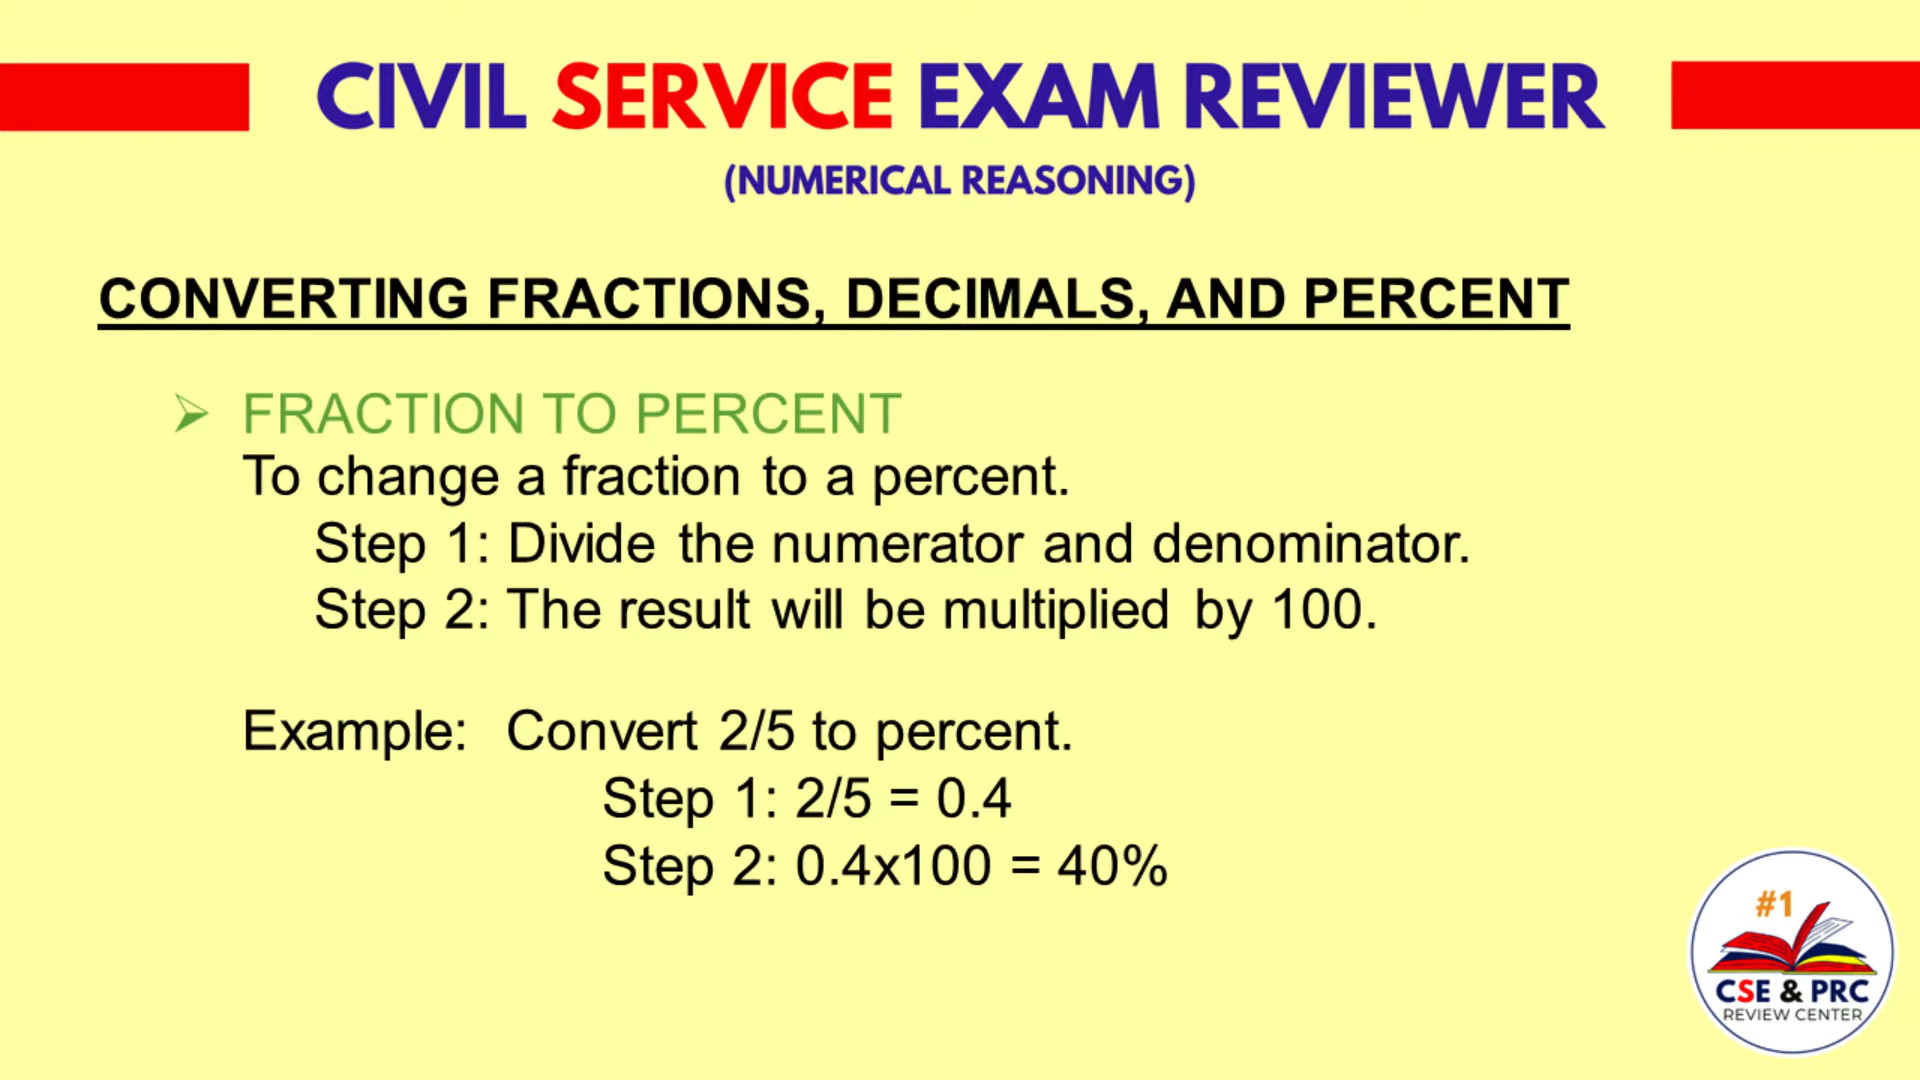 CIVIL SERVICE EXAM REVIEWER
(NUMERICAL REASONING)
CONVERTING FRACTIONS, DECIMALS, AND PERCENT
➢ FRACTION TO PERCENT
To change a fraction to a percent.
Step 1: Divide the numerator and denominator.
Step 2: The result will be multiplied by 100.
Example: Convert 2/5 to percent.
Step 1: 2/5 = 0.4
Step 2: 0.4x100 = 40%
#1
CSE & PRC
REVIEW CENTER